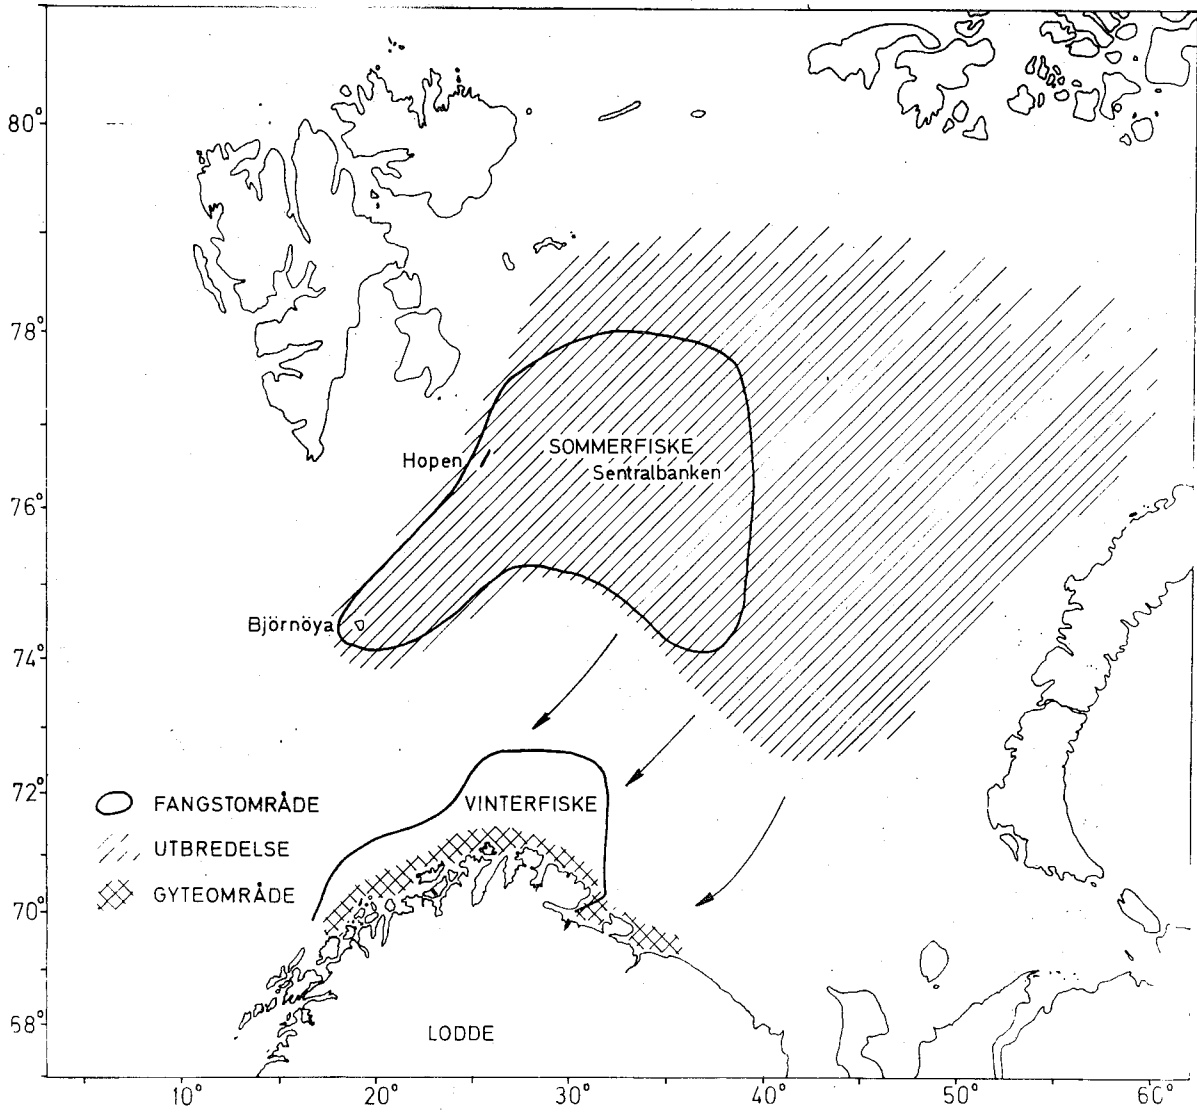 80°
78°
SOMMERFISKE
Sentralbanken
Hopen
76°
Björnöya
74°
72°
FANGSTOMRÅDE
VINTERFISKE
UTBREDELSE
GYTEOMRÅDE
70°
58°
LODDE
10°
20°
30°
40°
50°
60°